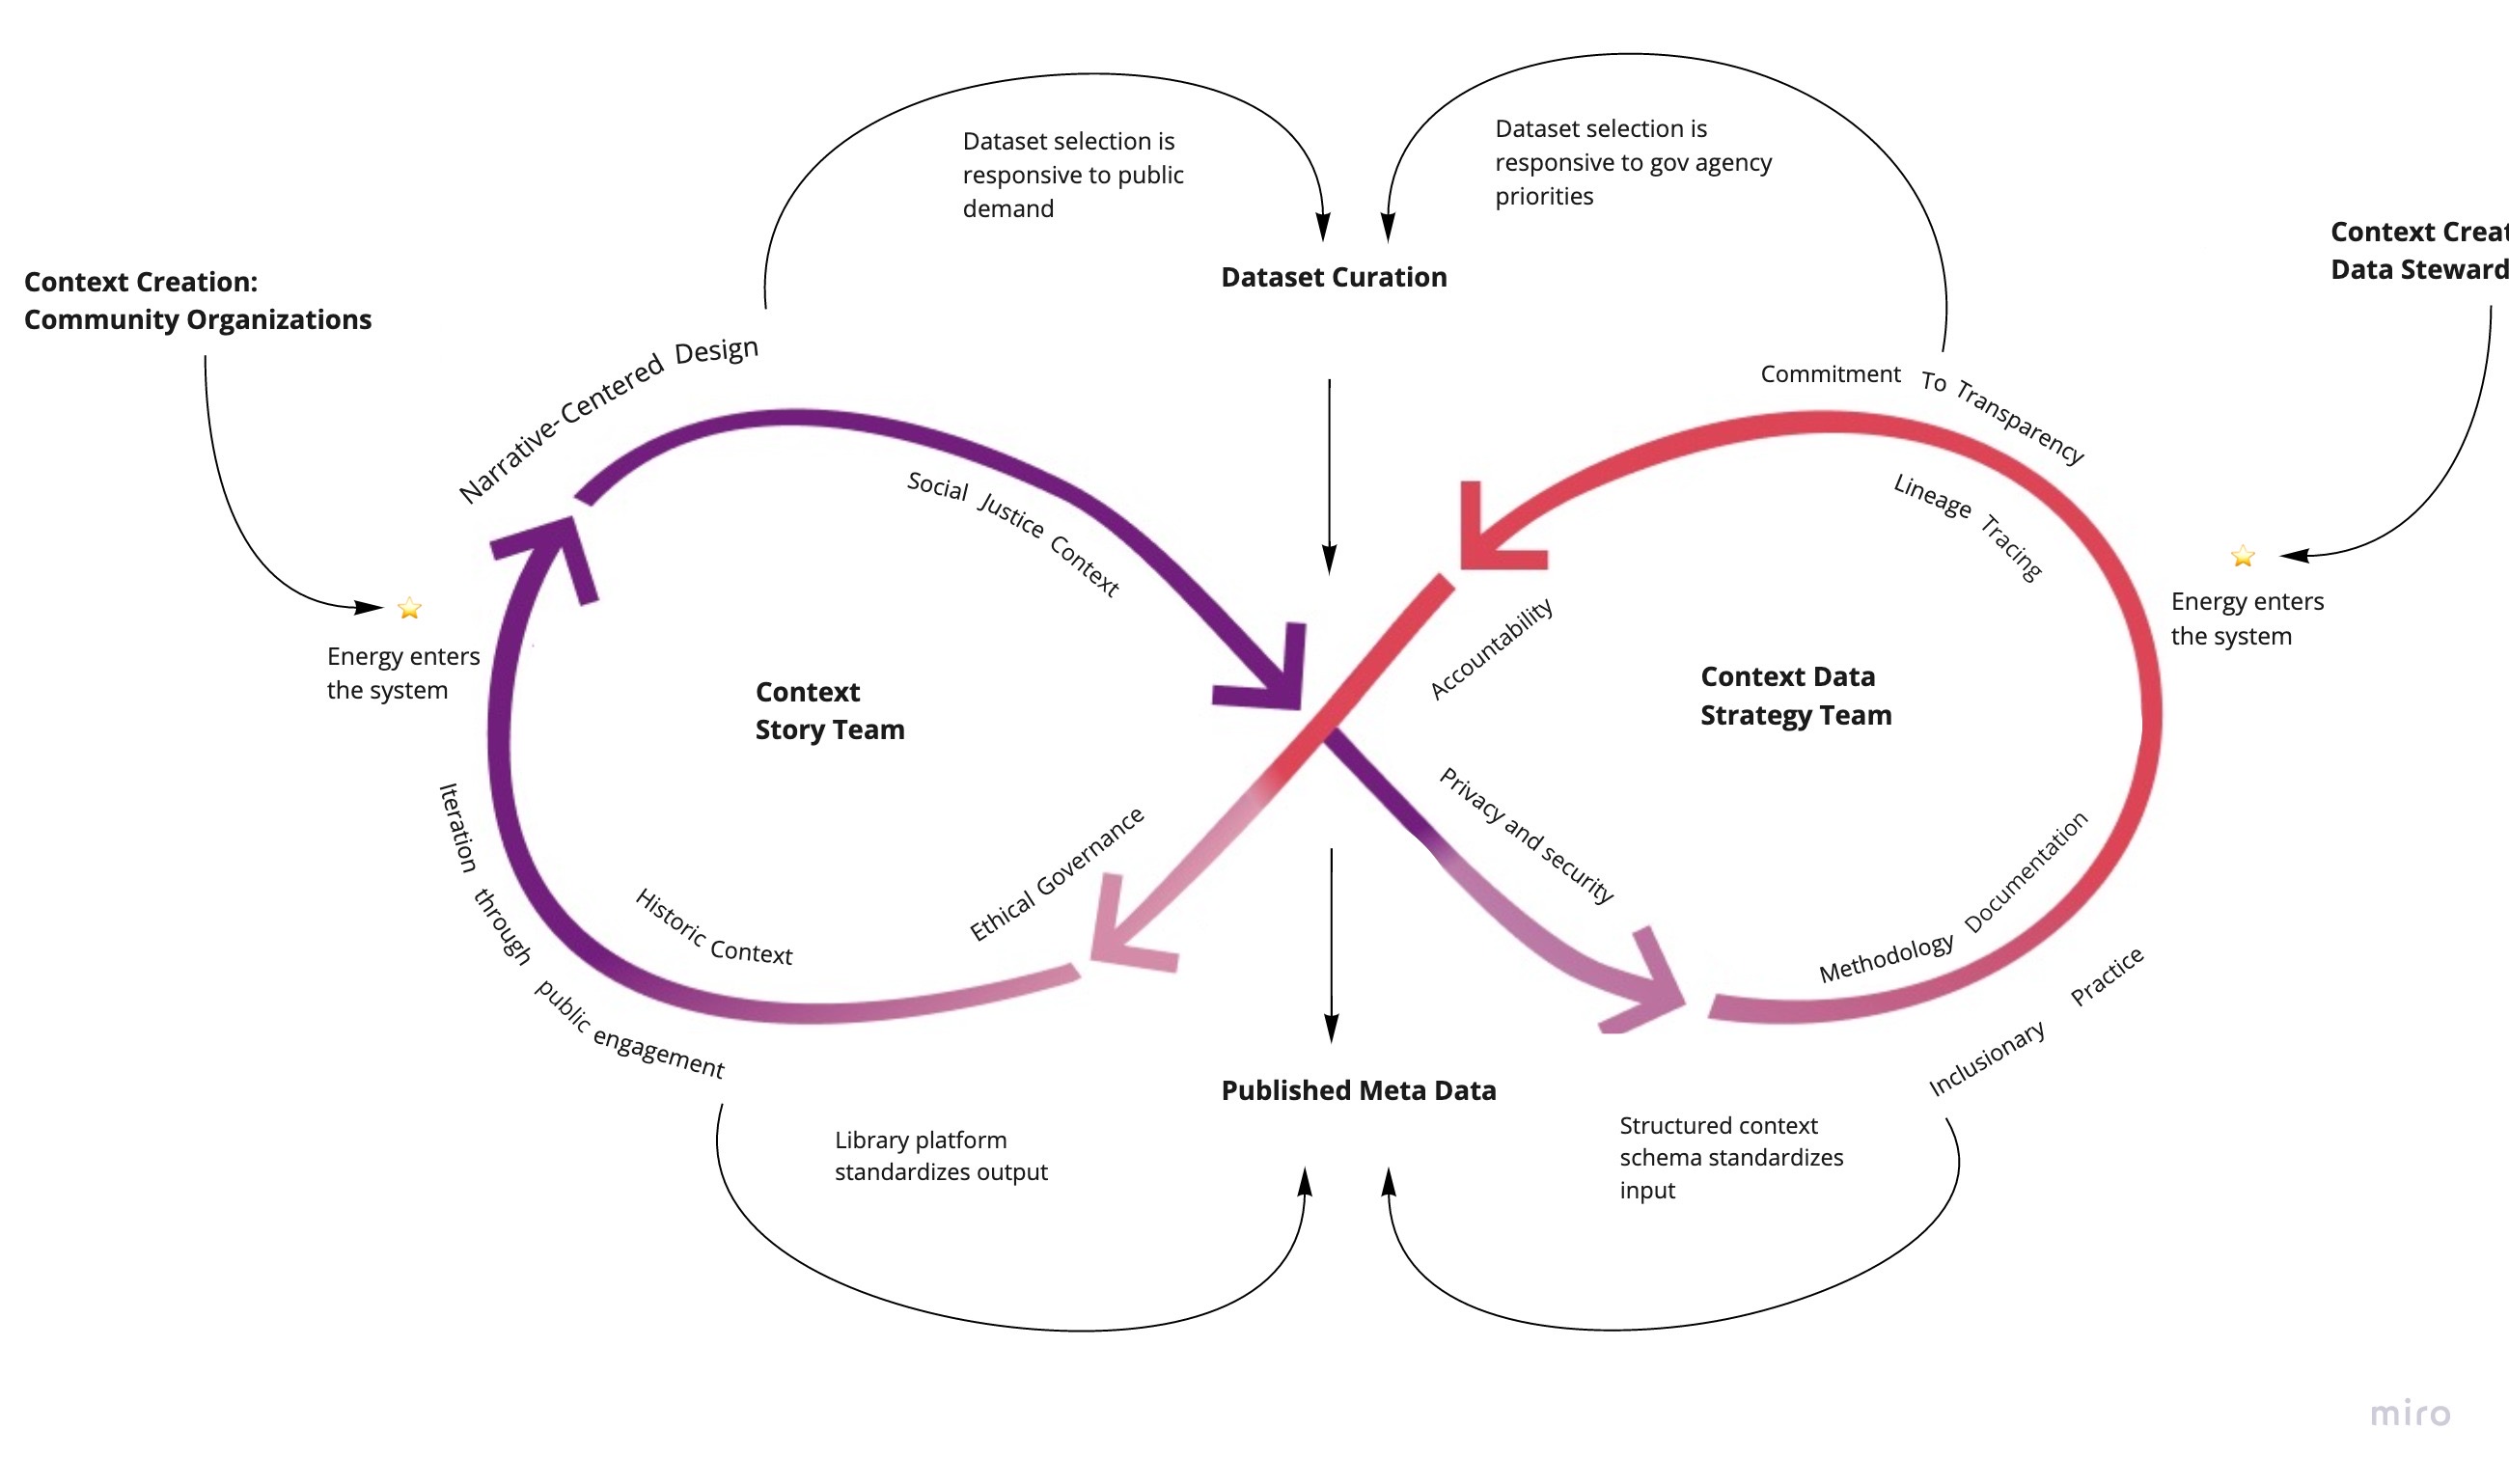 Dataset selection is
responsive to public
demand
Dataset selection is
responsive to gov agency
priorities
Context Creation:
Community Organizations
Dataset Curation
Context Creat
Data Steward
Narrative-Centered Design
Commitment To Transparency
Social Justice Context
Lineage Tracing
Energy enters
the system
Energy enters
the system
Accountability
Context
Story Team
Context Data
Strategy Team
Privacy and security
Iteration through public engagement
Historic Context
Ethical Governance
Methodology Documentation
Inclusionary Practice
Published Meta Data
Library platform
standardizes output
Structured context
schema standardizes
input
miro